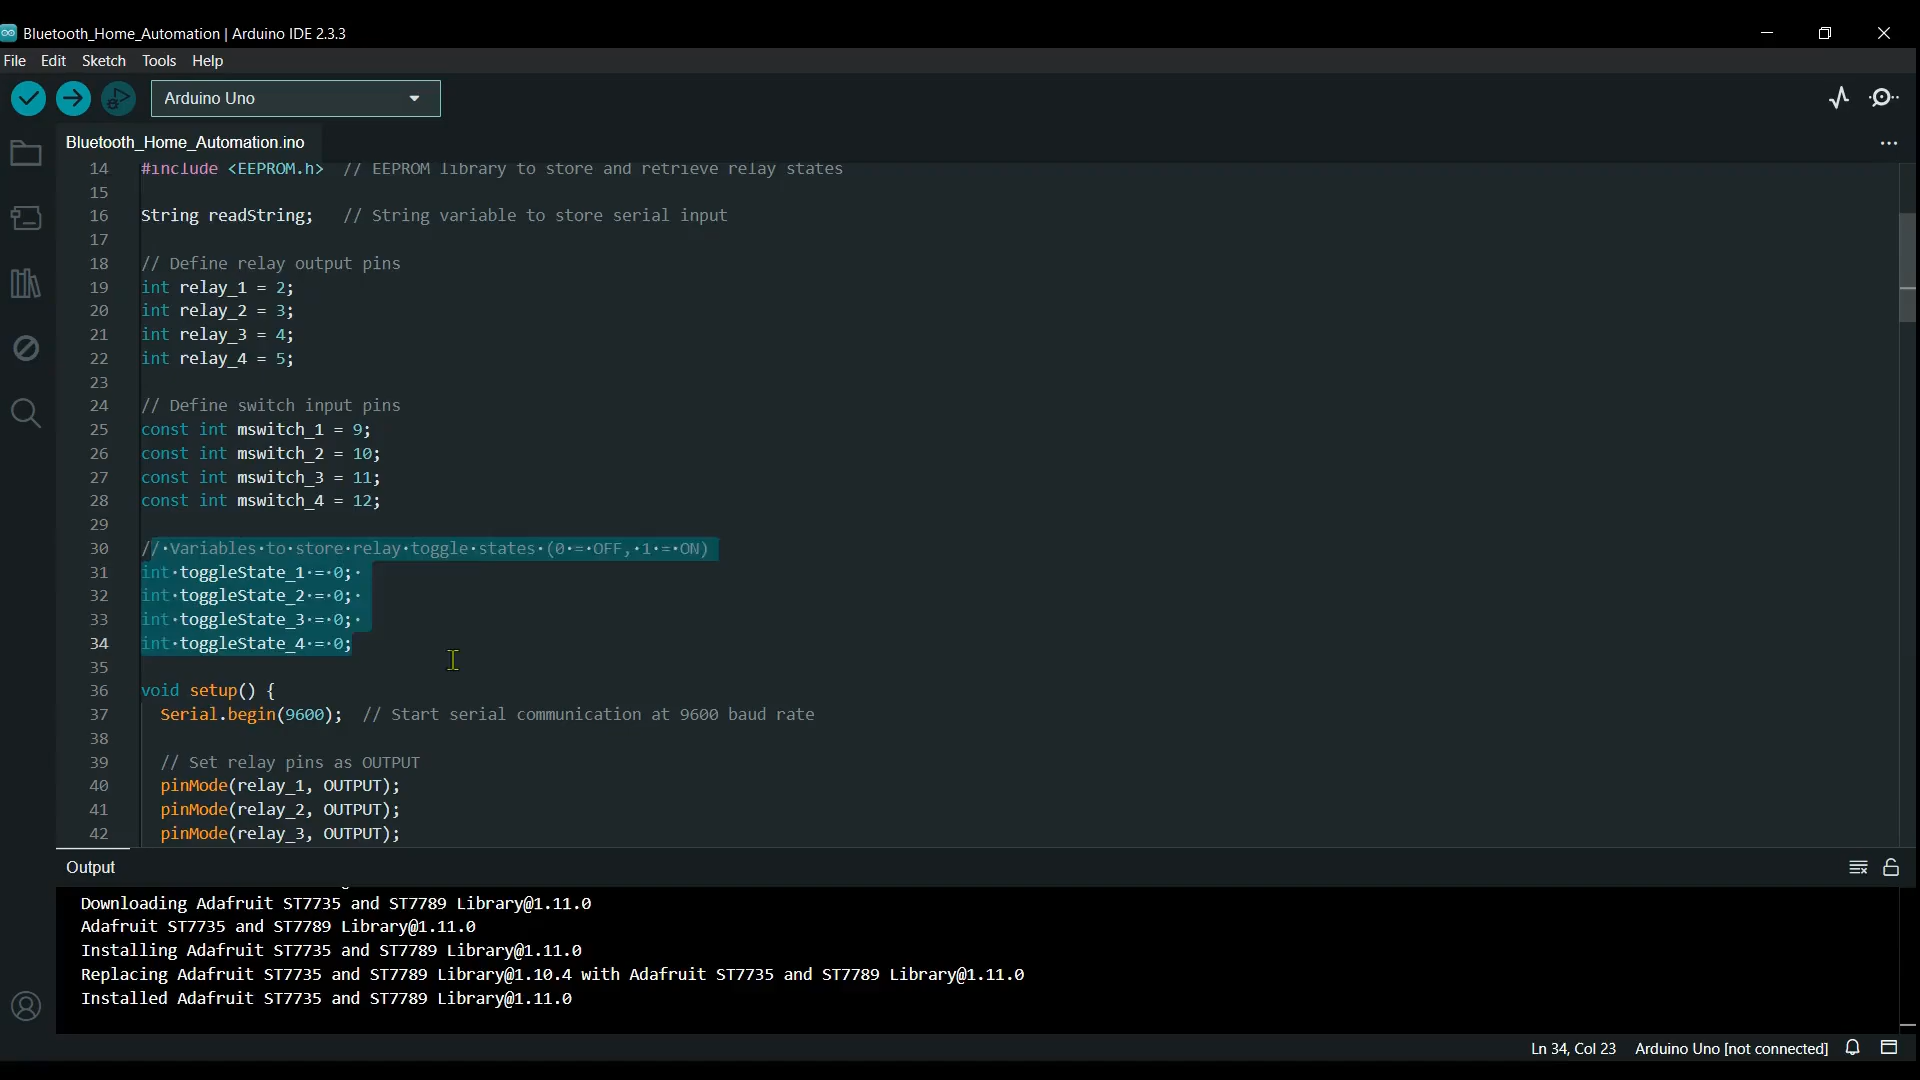 Bluetooth_Home_Automation | Arduino IDE 2.3.3
File Edit Sketch Tools Help
Arduino Uno
Bluetooth_Home_Automation.ino
14 #include <EEPROM.h>  // EEPROM library to store and retrieve relay states
15
16 String readString;   // String variable to store serial input
17
18 // Define relay output pins
19 int relay_1 = 2;
20 int relay_2 = 3;
21 int relay_3 = 4;
22 int relay_4 = 5;
23
24 // Define switch input pins
25 const int mswitch_1 = 9;
26 const int mswitch_2 = 10;
27 const int mswitch_3 = 11;
28 const int mswitch_4 = 12;
29
30 //·Variables·to·store·relay·toggle·states·(0·=·OFF,·1·=·ON)
31 int·toggleState_1·=·0;·
32 int·toggleState_2·=·0;·
33 int·toggleState_3·=·0;·
34 int·toggleState_4·=·0;
35
36 void setup() {
37   Serial.begin(9600);  // Start serial communication at 9600 baud rate
38
39   // Set relay pins as OUTPUT
40   pinMode(relay_1, OUTPUT);
41   pinMode(relay_2, OUTPUT);
42   pinMode(relay_3, OUTPUT);
Output
Downloading Adafruit ST7735 and ST7789 Library@1.11.0
Adafruit ST7735 and ST7789 Library@1.11.0
Installing Adafruit ST7735 and ST7789 Library@1.11.0
Replacing Adafruit ST7735 and ST7789 Library@1.10.4 with Adafruit ST7735 and ST7789 Library@1.11.0
Installed Adafruit ST7735 and ST7789 Library@1.11.0
Ln 34, Col 23 Arduino Uno [not connected]